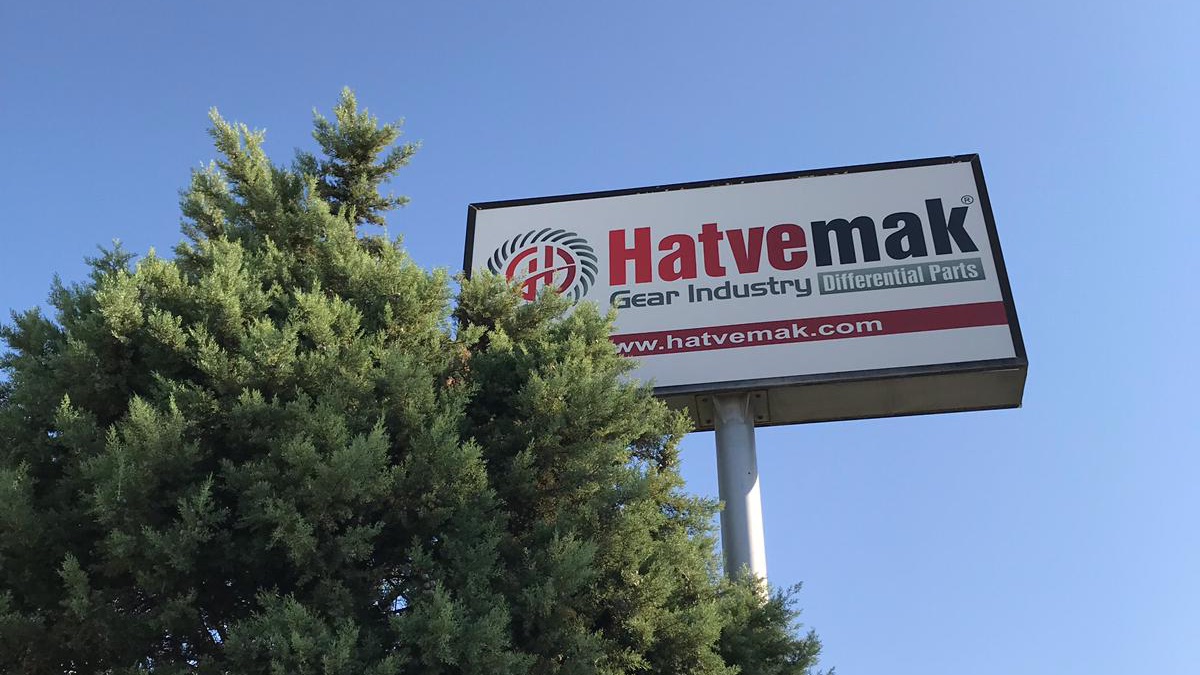 Hatvemak®
Gear Industry Differential Parts
www.hatvemak.com